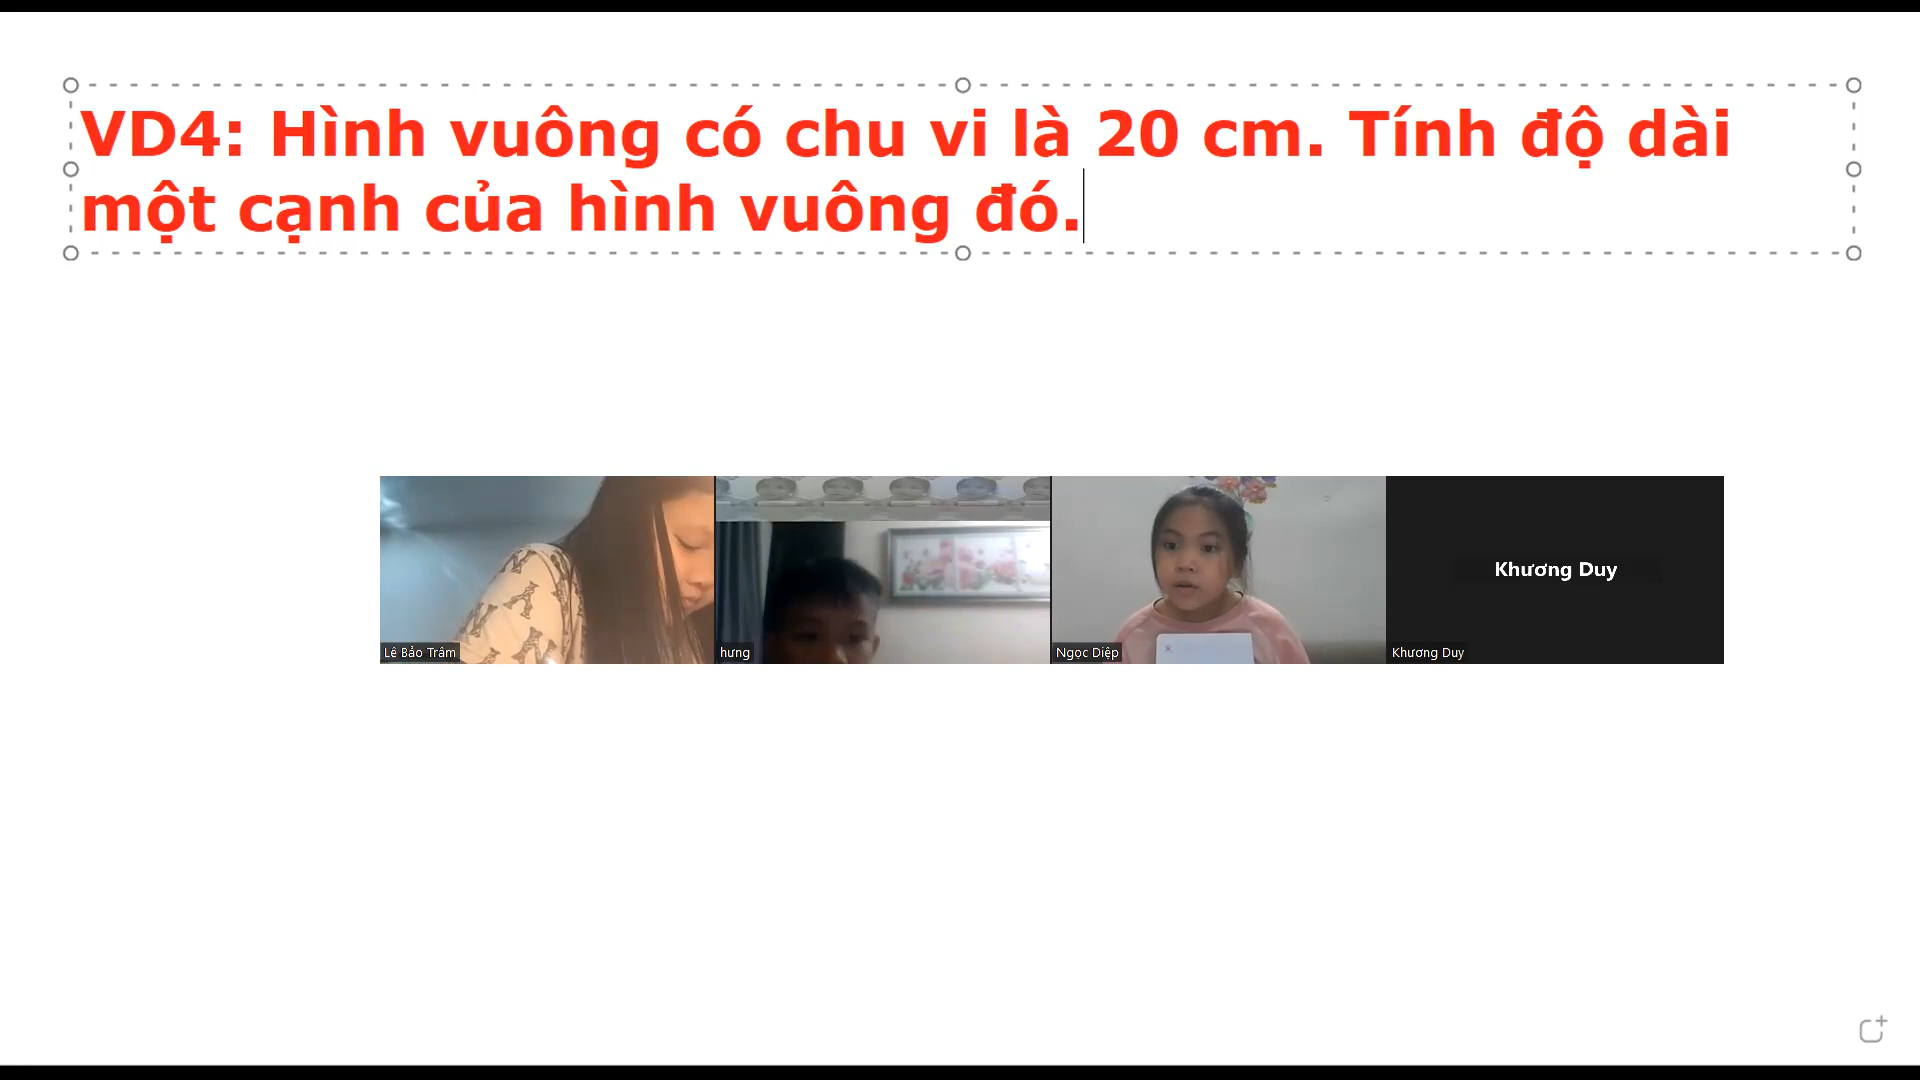 VD4: Hình vuông có chu vi là 20 cm. Tính độ dài
một cạnh của hình vuông đó.
Khương Duy
Lê Bảo Trâm
hưng
Ngọc Diệp
Khương Duy